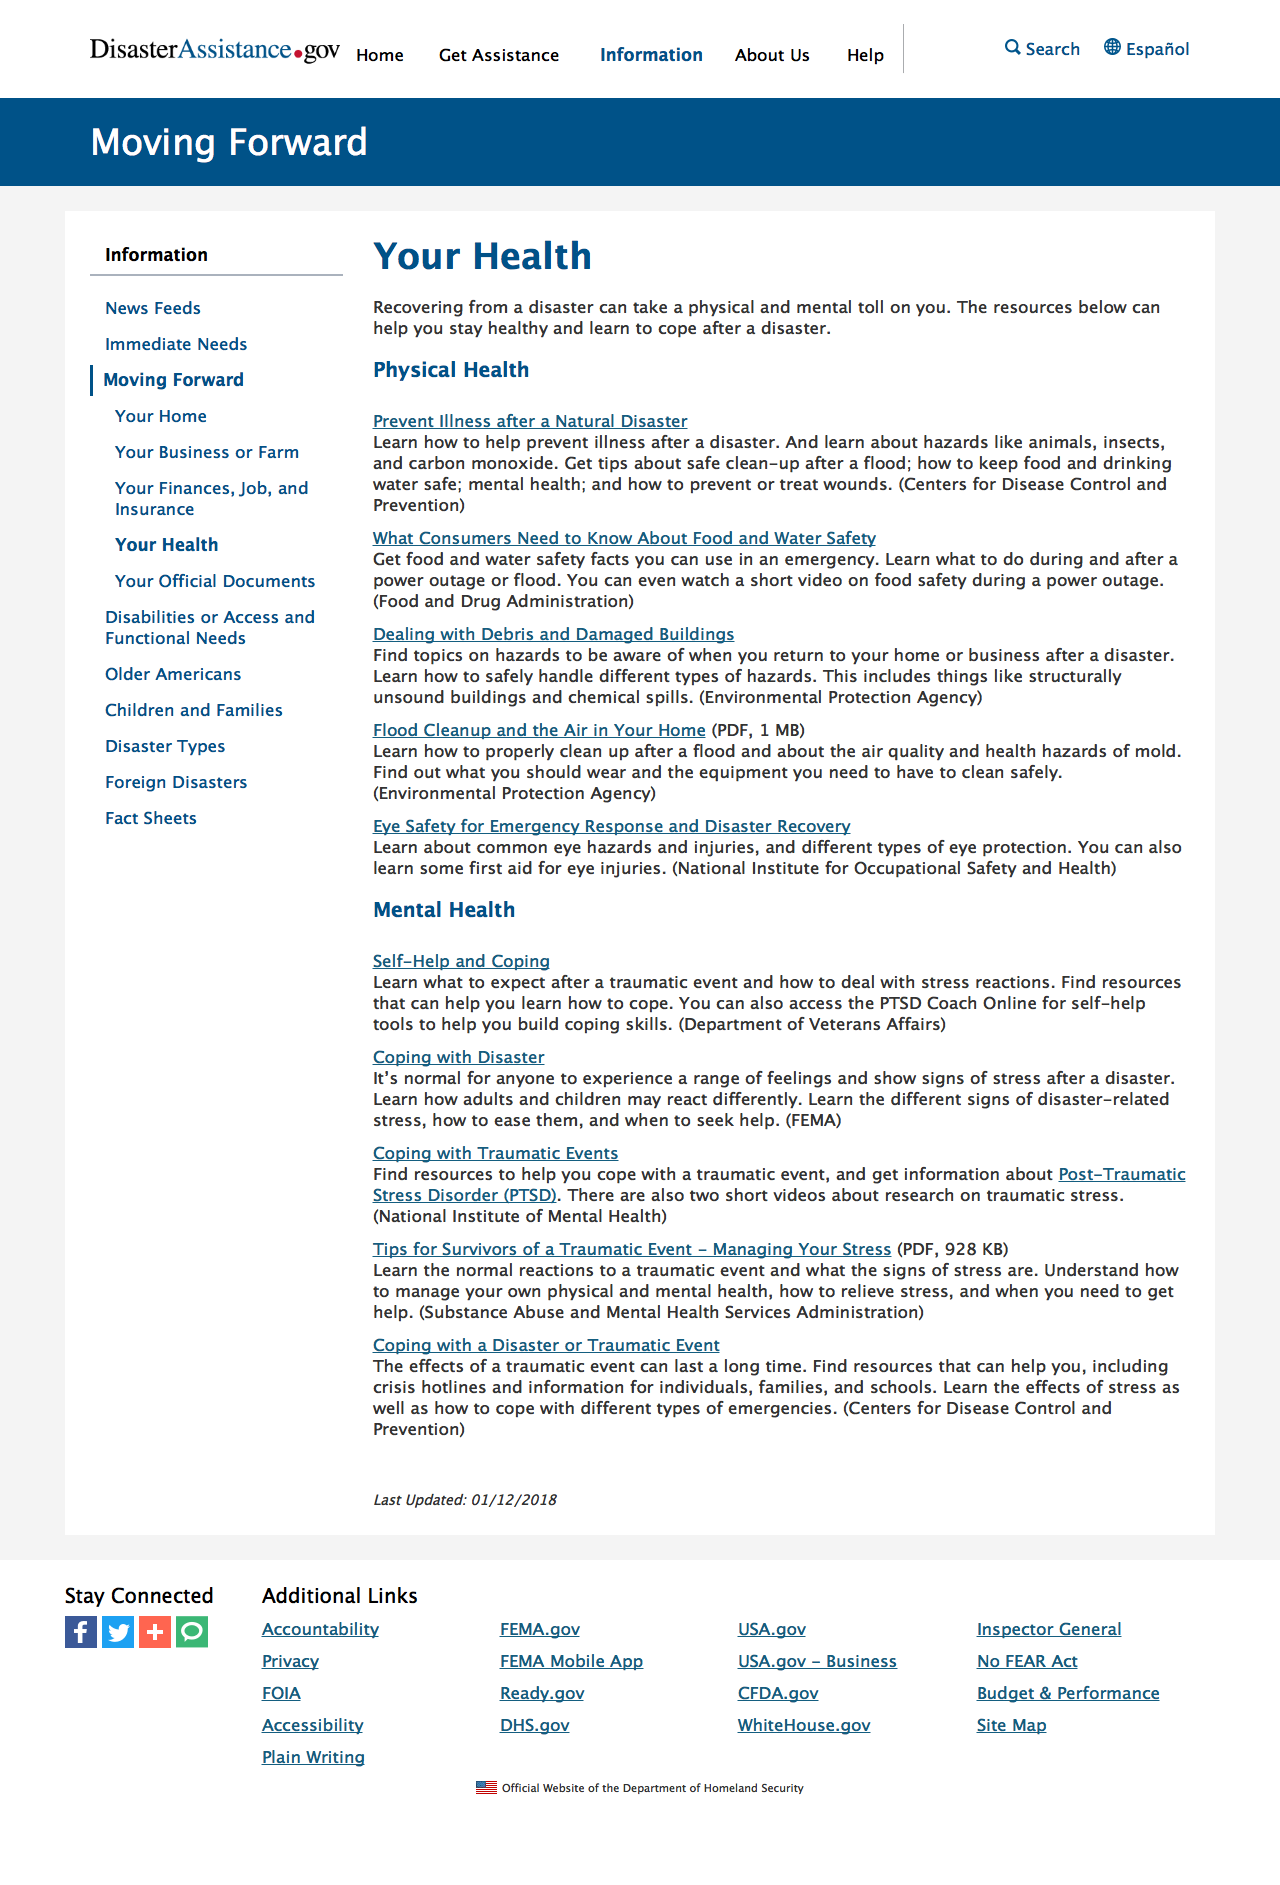 DisasterAssistance.gov Home Get Assistance Information About Us Help Search Español
Moving Forward
Information
News Feeds
Immediate Needs
Moving Forward
Your Home
Your Business or Farm
Your Finances, Job, and
Insurance
Your Health
Your Official Documents
Disabilities or Access and
Functional Needs
Older Americans
Children and Families
Disaster Types
Foreign Disasters
Fact Sheets
Your Health
Recovering from a disaster can take a physical and mental toll on you. The resources below can
help you stay healthy and learn to cope after a disaster.
Physical Health
Prevent Illness after a Natural Disaster
Learn how to help prevent illness after a disaster. And learn about hazards like animals, insects,
and carbon monoxide. Get tips about safe clean-up after a flood; how to keep food and drinking
water safe; mental health; and how to prevent or treat wounds. (Centers for Disease Control and
Prevention)
What Consumers Need to Know About Food and Water Safety
Get food and water safety facts you can use in an emergency. Learn what to do during and after a
power outage or flood. You can even watch a short video on food safety during a power outage.
(Food and Drug Administration)
Dealing with Debris and Damaged Buildings
Find topics on hazards to be aware of when you return to your home or business after a disaster.
Learn how to safely handle different types of hazards. This includes things like structurally
unsound buildings and chemical spills. (Environmental Protection Agency)
Flood Cleanup and the Air in Your Home (PDF, 1 MB)
Learn how to properly clean up after a flood and about the air quality and health hazards of mold.
Find out what you should wear and the equipment you need to have to clean safely.
(Environmental Protection Agency)
Eye Safety for Emergency Response and Disaster Recovery
Learn about common eye hazards and injuries, and different types of eye protection. You can also
learn some first aid for eye injuries. (National Institute for Occupational Safety and Health)
Mental Health
Self-Help and Coping
Learn what to expect after a traumatic event and how to deal with stress reactions. Find resources
that can help you learn how to cope. You can also access the PTSD Coach Online for self-help
tools to help you build coping skills. (Department of Veterans Affairs)
Coping with Disaster
It's normal for anyone to experience a range of feelings and show signs of stress after a disaster.
Learn how adults and children may react differently. Learn the different signs of disaster-related
stress, how to ease them, and when to seek help. (FEMA)
Coping with Traumatic Events
Find resources to help you cope with a traumatic event, and get information about Post-Traumatic
Stress Disorder (PTSD). There are also two short videos about research on traumatic stress.
(National Institute of Mental Health)
Tips for Survivors of a Traumatic Event - Managing Your Stress (PDF, 928 KB)
Learn the normal reactions to a traumatic event and what the signs of stress are. Understand how
to manage your own physical and mental health, how to relieve stress, and when you need to get
help. (Substance Abuse and Mental Health Services Administration)
Coping with a Disaster or Traumatic Event
The effects of a traumatic event can last a long time. Find resources that can help you, including
crisis hotlines and information for individuals, families, and schools. Learn the effects of stress as
well as how to cope with different types of emergencies. (Centers for Disease Control and
Prevention)
Last Updated: 01/12/2018
Stay Connected
Additional Links
Accountability FEMA.gov USA.gov Inspector General
Privacy FEMA Mobile App USA.gov - Business No FEAR Act
FOIA Ready.gov CFDA.gov Budget & Performance
Accessibility DHS.gov WhiteHouse.gov Site Map
Plain Writing
Official Website of the Department of Homeland Security